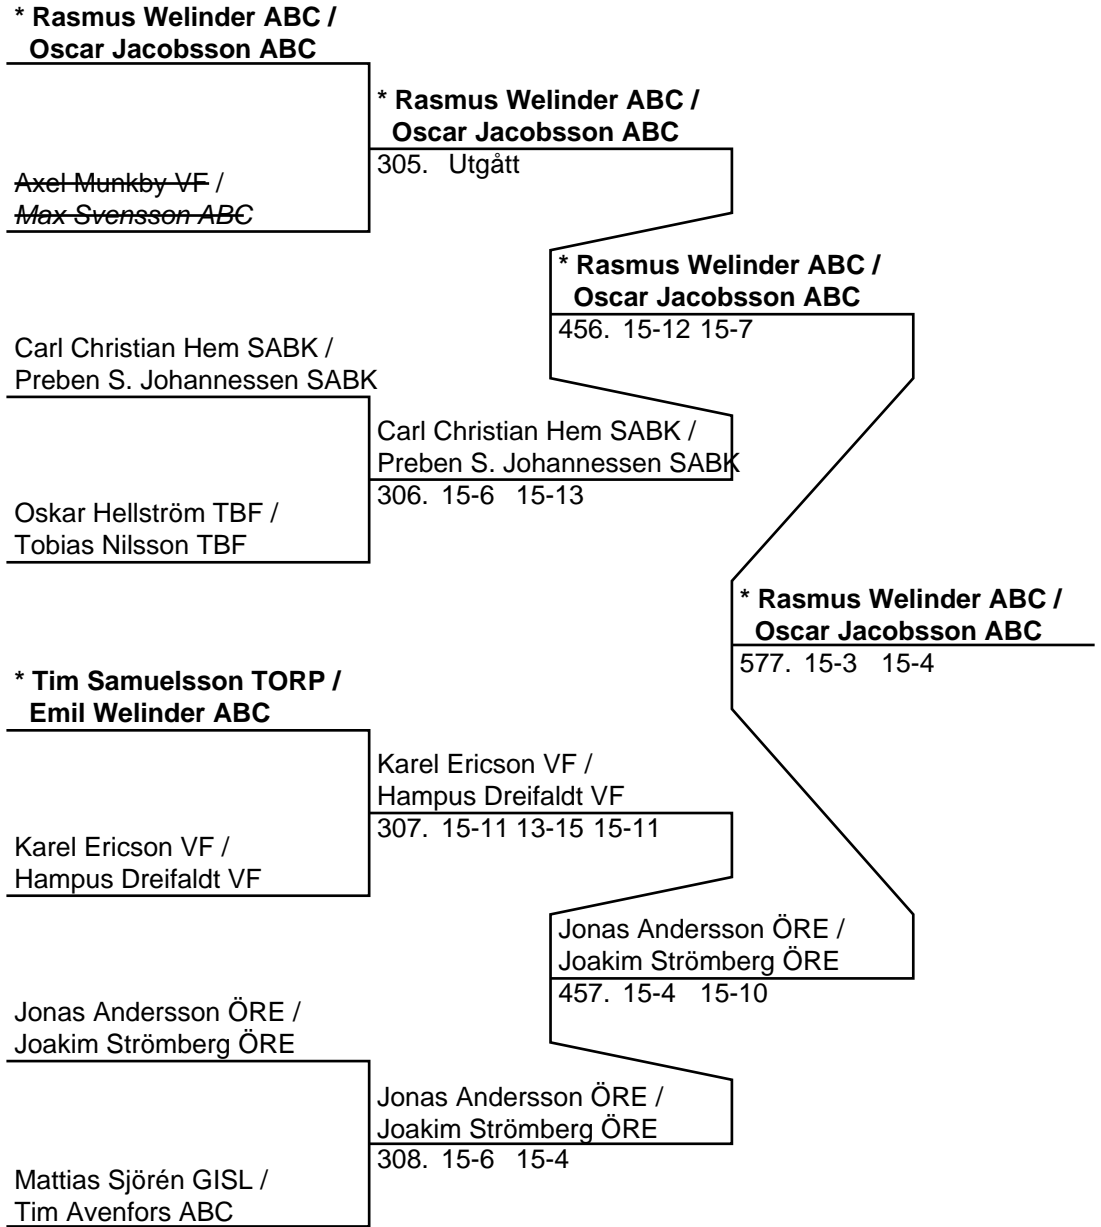 * Rasmus Welinder ABC /
Oscar Jacobsson ABC
* Rasmus Welinder ABC /
Oscar Jacobsson ABC
305. Utgått
Axel Munkby VF /
Max Svensson ABC
* Rasmus Welinder ABC /
Oscar Jacobsson ABC
456. 15-12 15-7
Carl Christian Hem SABK /
Preben S. Johannessen SABK
Carl Christian Hem SABK /
Preben S. Johannessen SABK
306. 15-6 15-13
Oskar Hellström TBF /
Tobias Nilsson TBF
* Rasmus Welinder ABC /
Oscar Jacobsson ABC
577. 15-3 15-4
* Tim Samuelsson TORP /
Emil Welinder ABC
Karel Ericson VF /
Hampus Dreifaldt VF
307. 15-11 13-15 15-11
Karel Ericson VF /
Hampus Dreifaldt VF
Jonas Andersson ÖRE /
Joakim Strömberg ÖRE
457. 15-4 15-10
Jonas Andersson ÖRE /
Joakim Strömberg ÖRE
Jonas Andersson ÖRE /
Joakim Strömberg ÖRE
308. 15-6 15-4
Mattias Sjörén GISL /
Tim Avenfors ABC